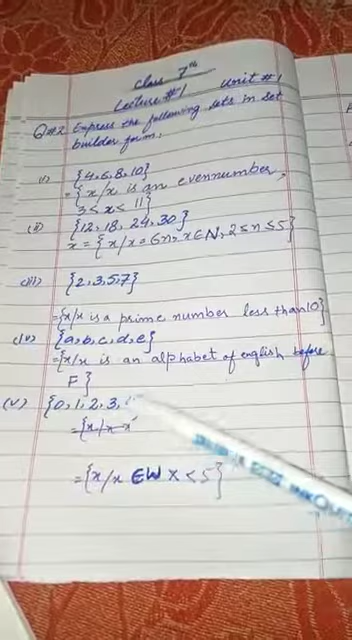 Class 7th
Lecture #1 Unit #1
Q#2 Express the following sets in set
builder form.
(i) {4,6,8,10}
= {x/x is an even number,
3 ≤ x ≤ 11}
(ii) {12, 18, 24, 30}
x = {x/x = 6n, x ∈ N, 2 ≤ n ≤ 5}
(iii) {2,3,5,7}
= {x/x is a prime number less than 10}
(iv) {a,b,c,d,e}
= {x/x is an alphabet of english before
F}
(v) {0,1,2,3,
= {x/x
= {x/x ∈ W x < 5}